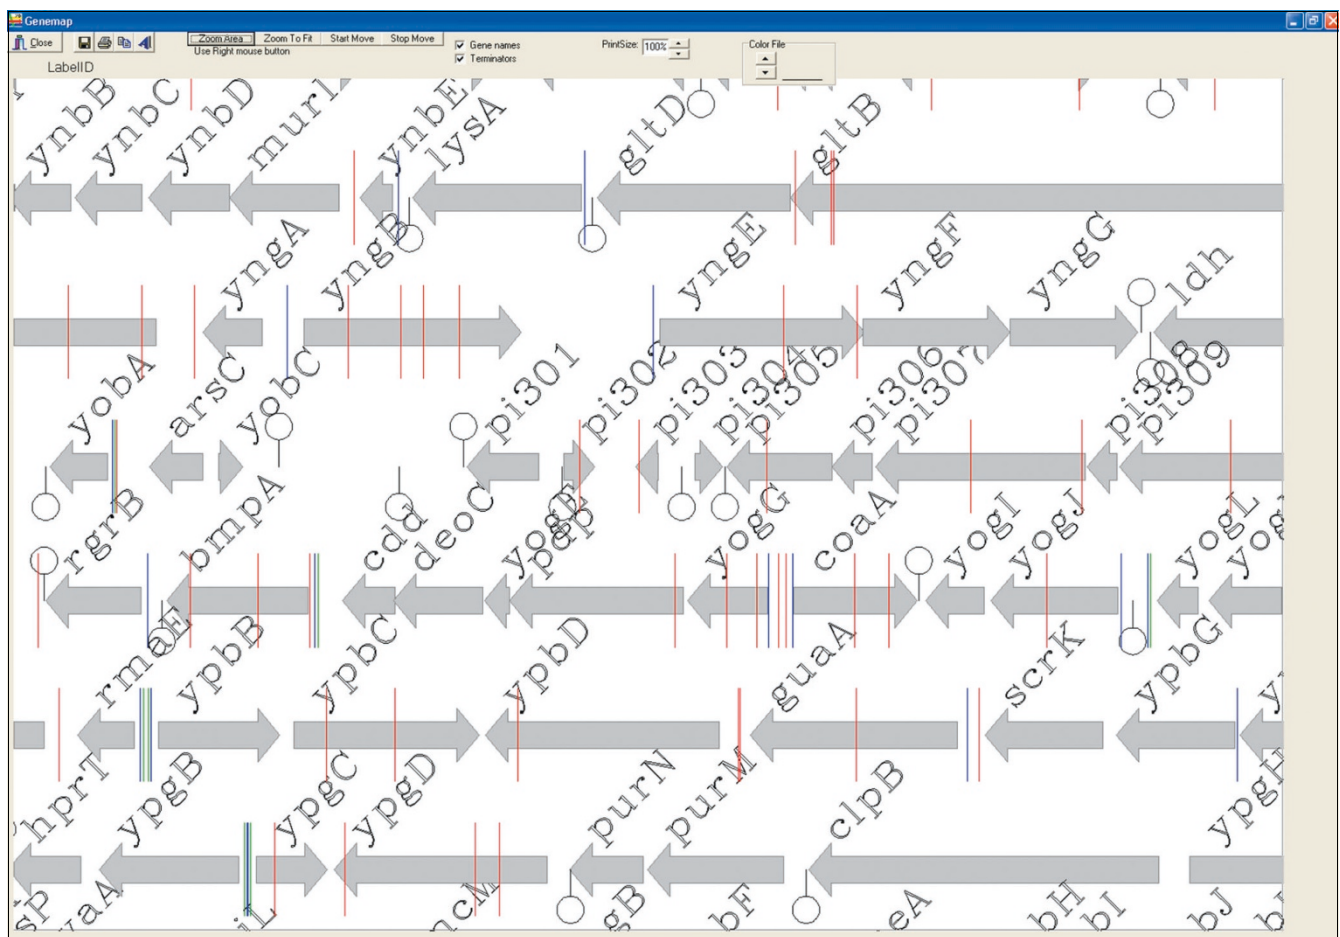 Genemap
Close Zoom Area Zoom To Fit Start Move Stop Move
Use Right mouse button
Gene names
Terminators
PrintSize: 100%
Color File
LabelID
ynbB ynbC ynbD murI ynbE lysA gltD gltB
yngA yngB yngE yngF yngG ldh
yobA arsC yobC pi301 pi302 pi303 pi304 pi305 pi306 pi307 pi308 pi309
rgrB bmpA cdd deoC yogE pdp yogG coaA yogI yogJ yogL
rmaE ypbB ypbC ypbD guaA scrK ypbG
hprT ypgB ypgC ypgD purN purM clpB ypgH